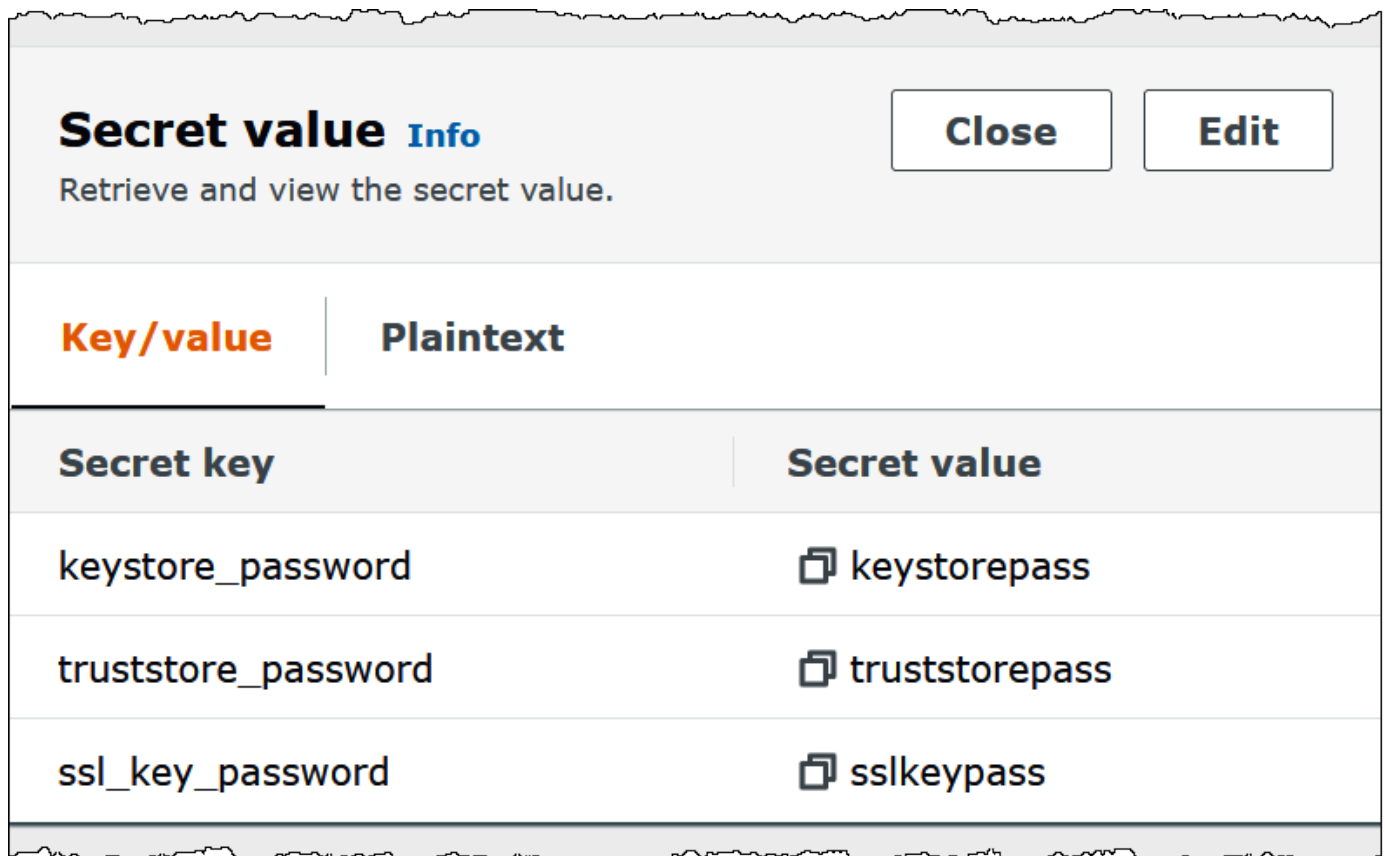 Secret value Info
Close
Edit
Retrieve and view the secret value.
Key/value
Plaintext
Secret key
Secret value
keystore_password
keystorepass
truststore_password
truststorepass
ssl_key_password
sslkeypass